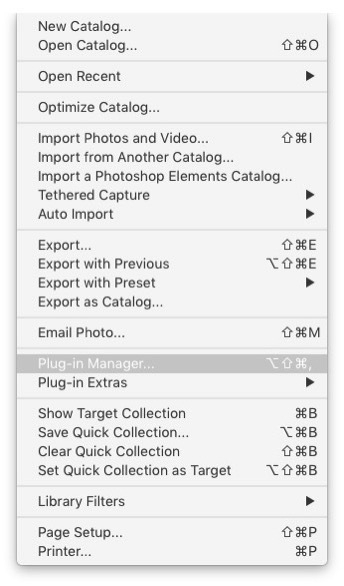 New Catalog...
Open Catalog... ⇧⌘O
Open Recent ▶
Optimize Catalog...
Import Photos and Video... ⇧⌘I
Import from Another Catalog...
Import a Photoshop Elements Catalog...
Tethered Capture ▶
Auto Import ▶
Export... ⇧⌘E
Export with Previous ⌥⇧⌘E
Export with Preset ▶
Export as Catalog...
Email Photo... ⇧⌘M
Plug-in Manager... ⌥⇧⌘,
Plug-in Extras ▶
Show Target Collection ⌘B
Save Quick Collection... ⌥⌘B
Clear Quick Collection ⇧⌘B
Set Quick Collection as Target ⌥⇧⌘B
Library Filters ▶
Page Setup... ⇧⌘P
Printer... ⌘P